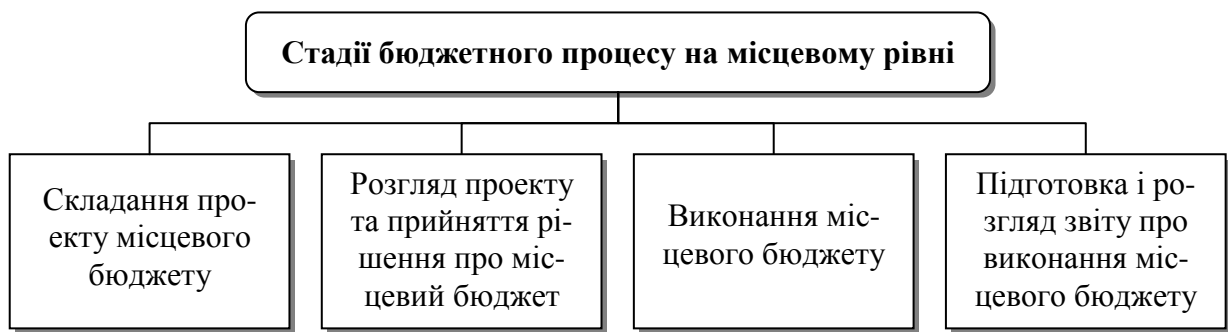 Стадії бюджетного процесу на місцевому рівні
Складання про-
екту місцевого
бюджету
Розгляд проекту
та прийняття рі-
шення про міс-
цевий бюджет
Виконання міс-
цевого бюджету
Підготовка і ро-
згляд звіту про
виконання міс-
цевого бюджету